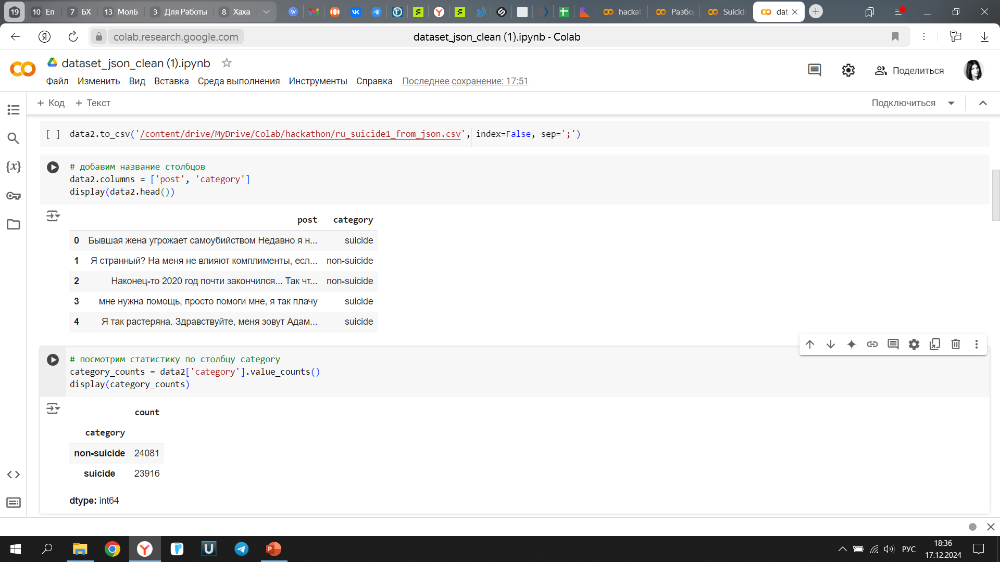 19 10 En 7 БХ 13 МолБ 3 Для Работы 8 Хаха hacka Разбо Suicid dat
colab.research.google.com dataset_json_clean (1).ipynb - Colab
dataset_json_clean (1).ipynb
Файл Изменить Вид Вставка Среда выполнения Инструменты Справка Последнее сохранение: 17:51 Поделиться
+ Код + Текст Подключиться
[ ] data2.to_csv('/content/drive/MyDrive/Colab/hackathon/ru_suicide1_from_json.csv', index=False, sep=';')
# добавим название столбцов
data2.columns = ['post', 'category']
display(data2.head())
post category
0 Бывшая жена угрожает самоубийством Недавно я н... suicide
1 Я странный? На меня не влияют комплименты, есл... non-suicide
2 Наконец-то 2020 год почти закончился... Так чт... non-suicide
3 мне нужна помощь, просто помоги мне, я так плачу suicide
4 Я так растеряна. Здравствуйте, меня зовут Адам... suicide
# посмотрим статистику по столбцу category
category_counts = data2['category'].value_counts()
display(category_counts)
count
category
non-suicide 24081
suicide 23916
dtype: int64
РУС 18:36
17.12.2024